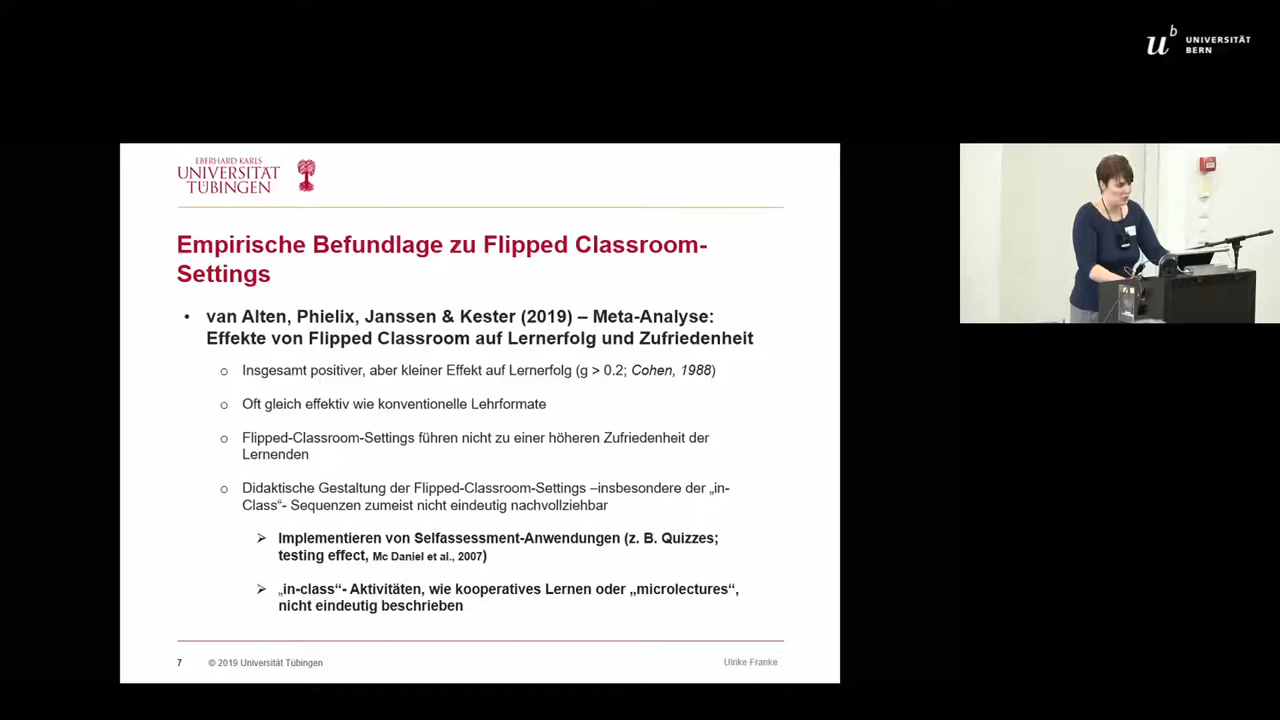 u b UNIVERSITÄT
BERN
EBERHARD KARLS
UNIVERSITÄT
TÜBINGEN
Empirische Befundlage zu Flipped Classroom-
Settings
• van Alten, Phielix, Janssen & Kester (2019) – Meta-Analyse:
Effekte von Flipped Classroom auf Lernerfolg und Zufriedenheit
o Insgesamt positiver, aber kleiner Effekt auf Lernerfolg (g > 0.2; Cohen, 1988)
o Oft gleich effektiv wie konventionelle Lehrformate
o Flipped-Classroom-Settings führen nicht zu einer höheren Zufriedenheit der
Lernenden
o Didaktische Gestaltung der Flipped-Classroom-Settings –insbesondere der „in-
Class“- Sequenzen zumeist nicht eindeutig nachvollziehbar
➢ Implementieren von Selfassessment-Anwendungen (z. B. Quizzes;
testing effect, Mc Daniel et al., 2007)
➢ „in-class“- Aktivitäten, wie kooperatives Lernen oder „microlectures“,
nicht eindeutig beschrieben
7 © 2019 Universität Tübingen Ulrike Franke